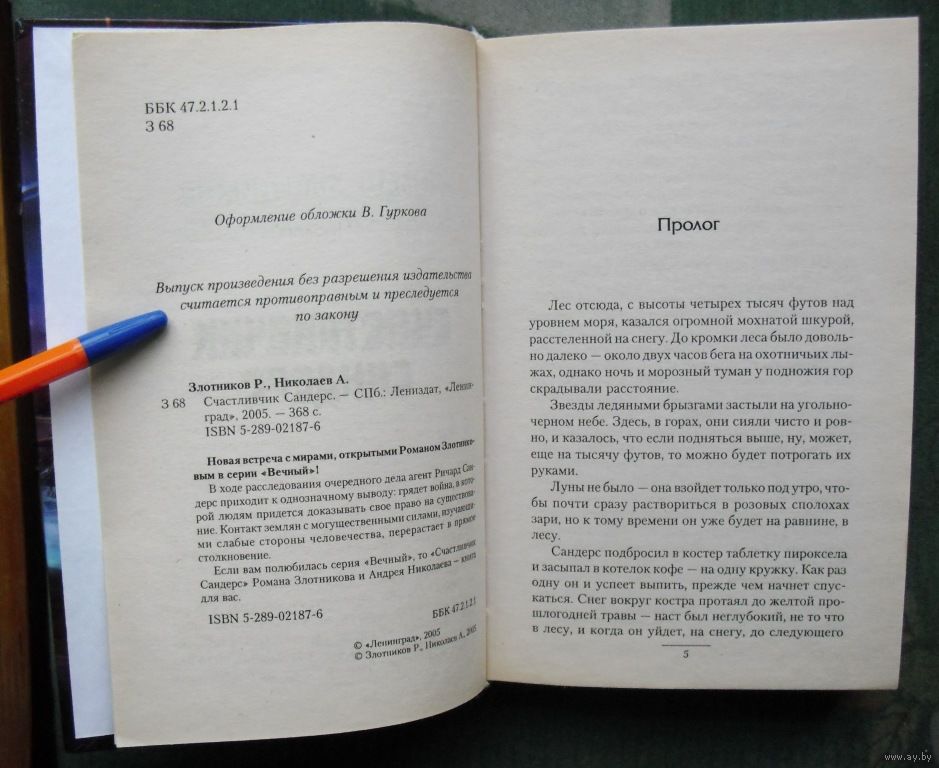 ББК 47.2.1.2.1
З 68
Оформление обложки В. Гуркова
Выпуск произведения без разрешения издательства
считается противоправным и преследуется
по закону
Злотников Р., Николаев А.
З 68 Счастливчик Сандерс. — СПб.: Лениздат, «Ленин-
град», 2005. — 368 с.
ISBN 5-289-02187-6
Новая встреча с мирами, открытыми Романом Злотнико-
вым в серии «Вечный»!
В ходе расследования очередного дела агент Ричард Сан-
дерс приходит к однозначному выводу: грядет война, в кото-
рой людям придется доказывать свое право на существова-
ние. Контакт землян с могущественными силами, изучающи-
ми слабые стороны человечества, перерастает в прямое
столкновение.
Если вам полюбилась серия «Вечный», то «Счастливчик
Сандерс» Романа Злотникова и Андрея Николаева — книга
для вас.
ББК 47.2.1.2.1
ISBN 5-289-02187-6
© «Ленинград», 2005
© Злотников Р., Николаев А., 2005
Пролог
Лес отсюда, с высоты четырех тысяч футов над
уровнем моря, казался огромной мохнатой шкурой,
расстеленной на снегу. До кромки леса было доволь-
но далеко — около двух часов бега на охотничьих лы-
жах, однако ночь и морозный туман у подножия гор
скрадывали расстояние.
Звезды ледяными брызгами застыли на угольно-
черном небе. Здесь, в горах, они сияли чисто и ров-
но, и казалось, что если подняться выше, ну, может,
еще на тысячу футов, то можно будет потрогать их
руками.
Луны не было — она взойдет только под утро, что-
бы почти сразу раствориться в розовых сполохах
зари, но к тому времени он уже будет на равнине, в
лесу.
Сандерс подбросил в костер таблетку пироксела
и засыпал в котелок кофе — на одну кружку. Как раз
одну он и успеет выпить, прежде чем начнет спус-
каться. Снег вокруг костра протаял до желтой про-
шлогодней травы — наст был неглубокий, не то что
в лесу, и когда он уйдет, на снегу, до следующего
5
www.ay.by